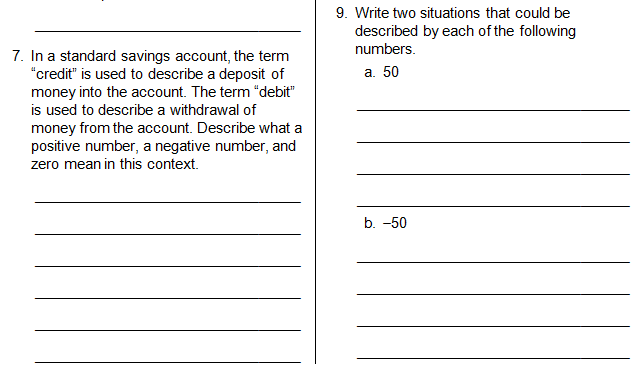 7. In a standard savings account, the term
“credit” is used to describe a deposit of
money into the account. The term “debit”
is used to describe a withdrawal of
money from the account. Describe what a
positive number, a negative number, and
zero mean in this context.
9. Write two situations that could be
described by each of the following
numbers.
a. 50
b. –50